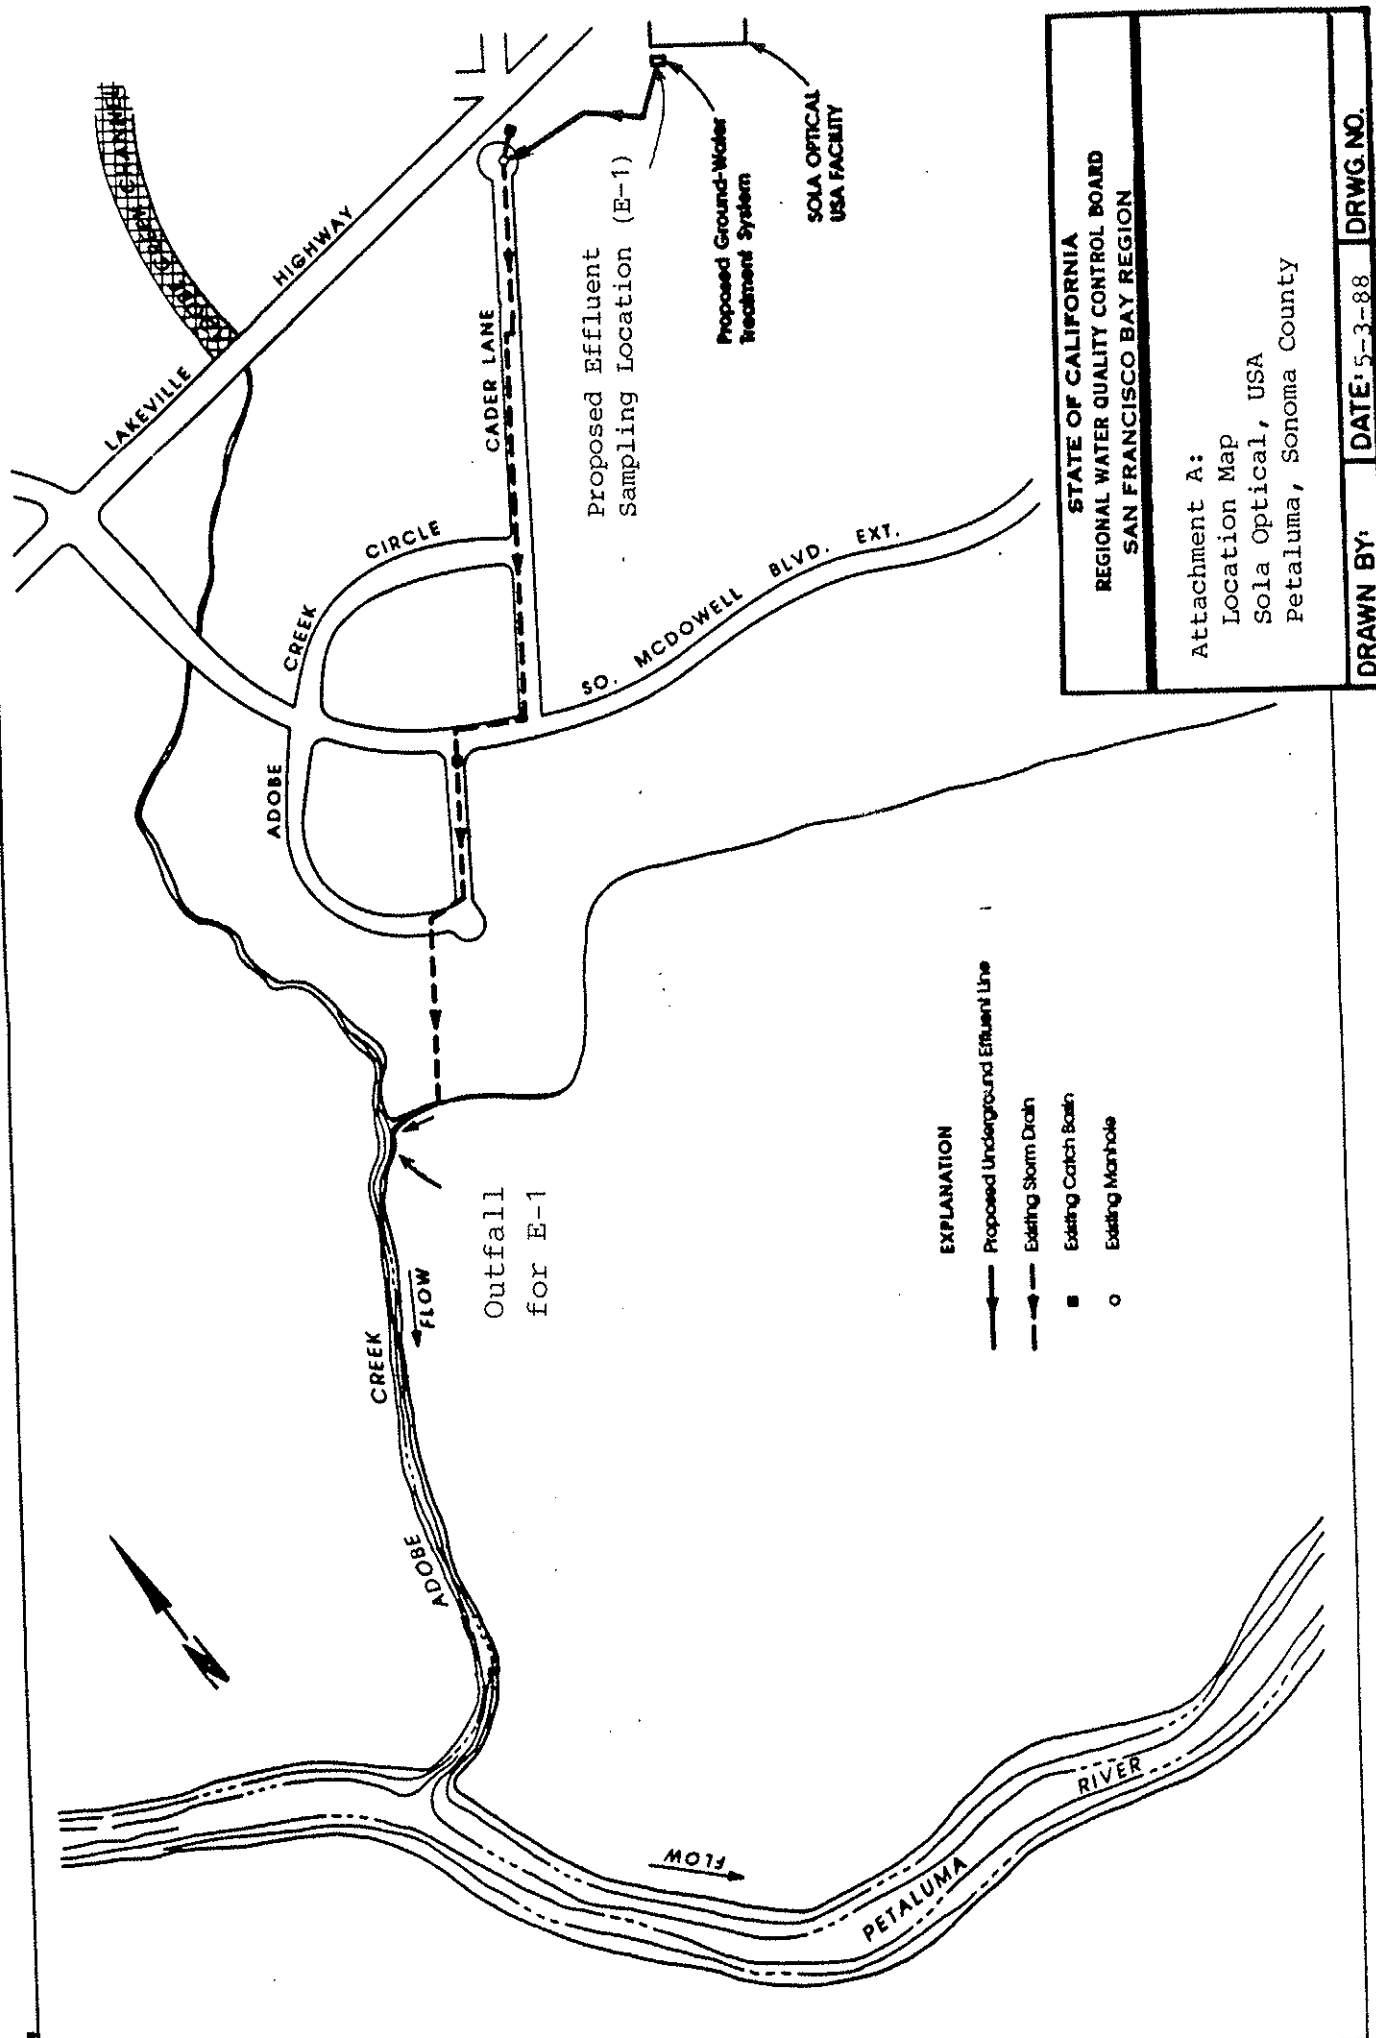 LAKEVILLE
HIGHWAY
CADER LANE
Proposed Effluent
Sampling Location (E-1)
Proposed Ground-Water
Treatment System
SOLA OPTICAL
USA FACILITY
CREEK
CIRCLE
ADOBE
SO. MCDOWELL BLVD. EXT.
Outfall
for E-1
CREEK
FLOW
ADOBE
N
FLOW
PETALUMA
RIVER
EXPLANATION
Proposed Underground Effluent Line
Existing Storm Drain
Existing Catch Basin
Existing Manhole
STATE OF CALIFORNIA
REGIONAL WATER QUALITY CONTROL BOARD
SAN FRANCISCO BAY REGION
Attachment A:
Location Map
Sola Optical, USA
Petaluma, Sonoma County
DRAWN BY:
DATE: 5-3-88
DRWG. NO.